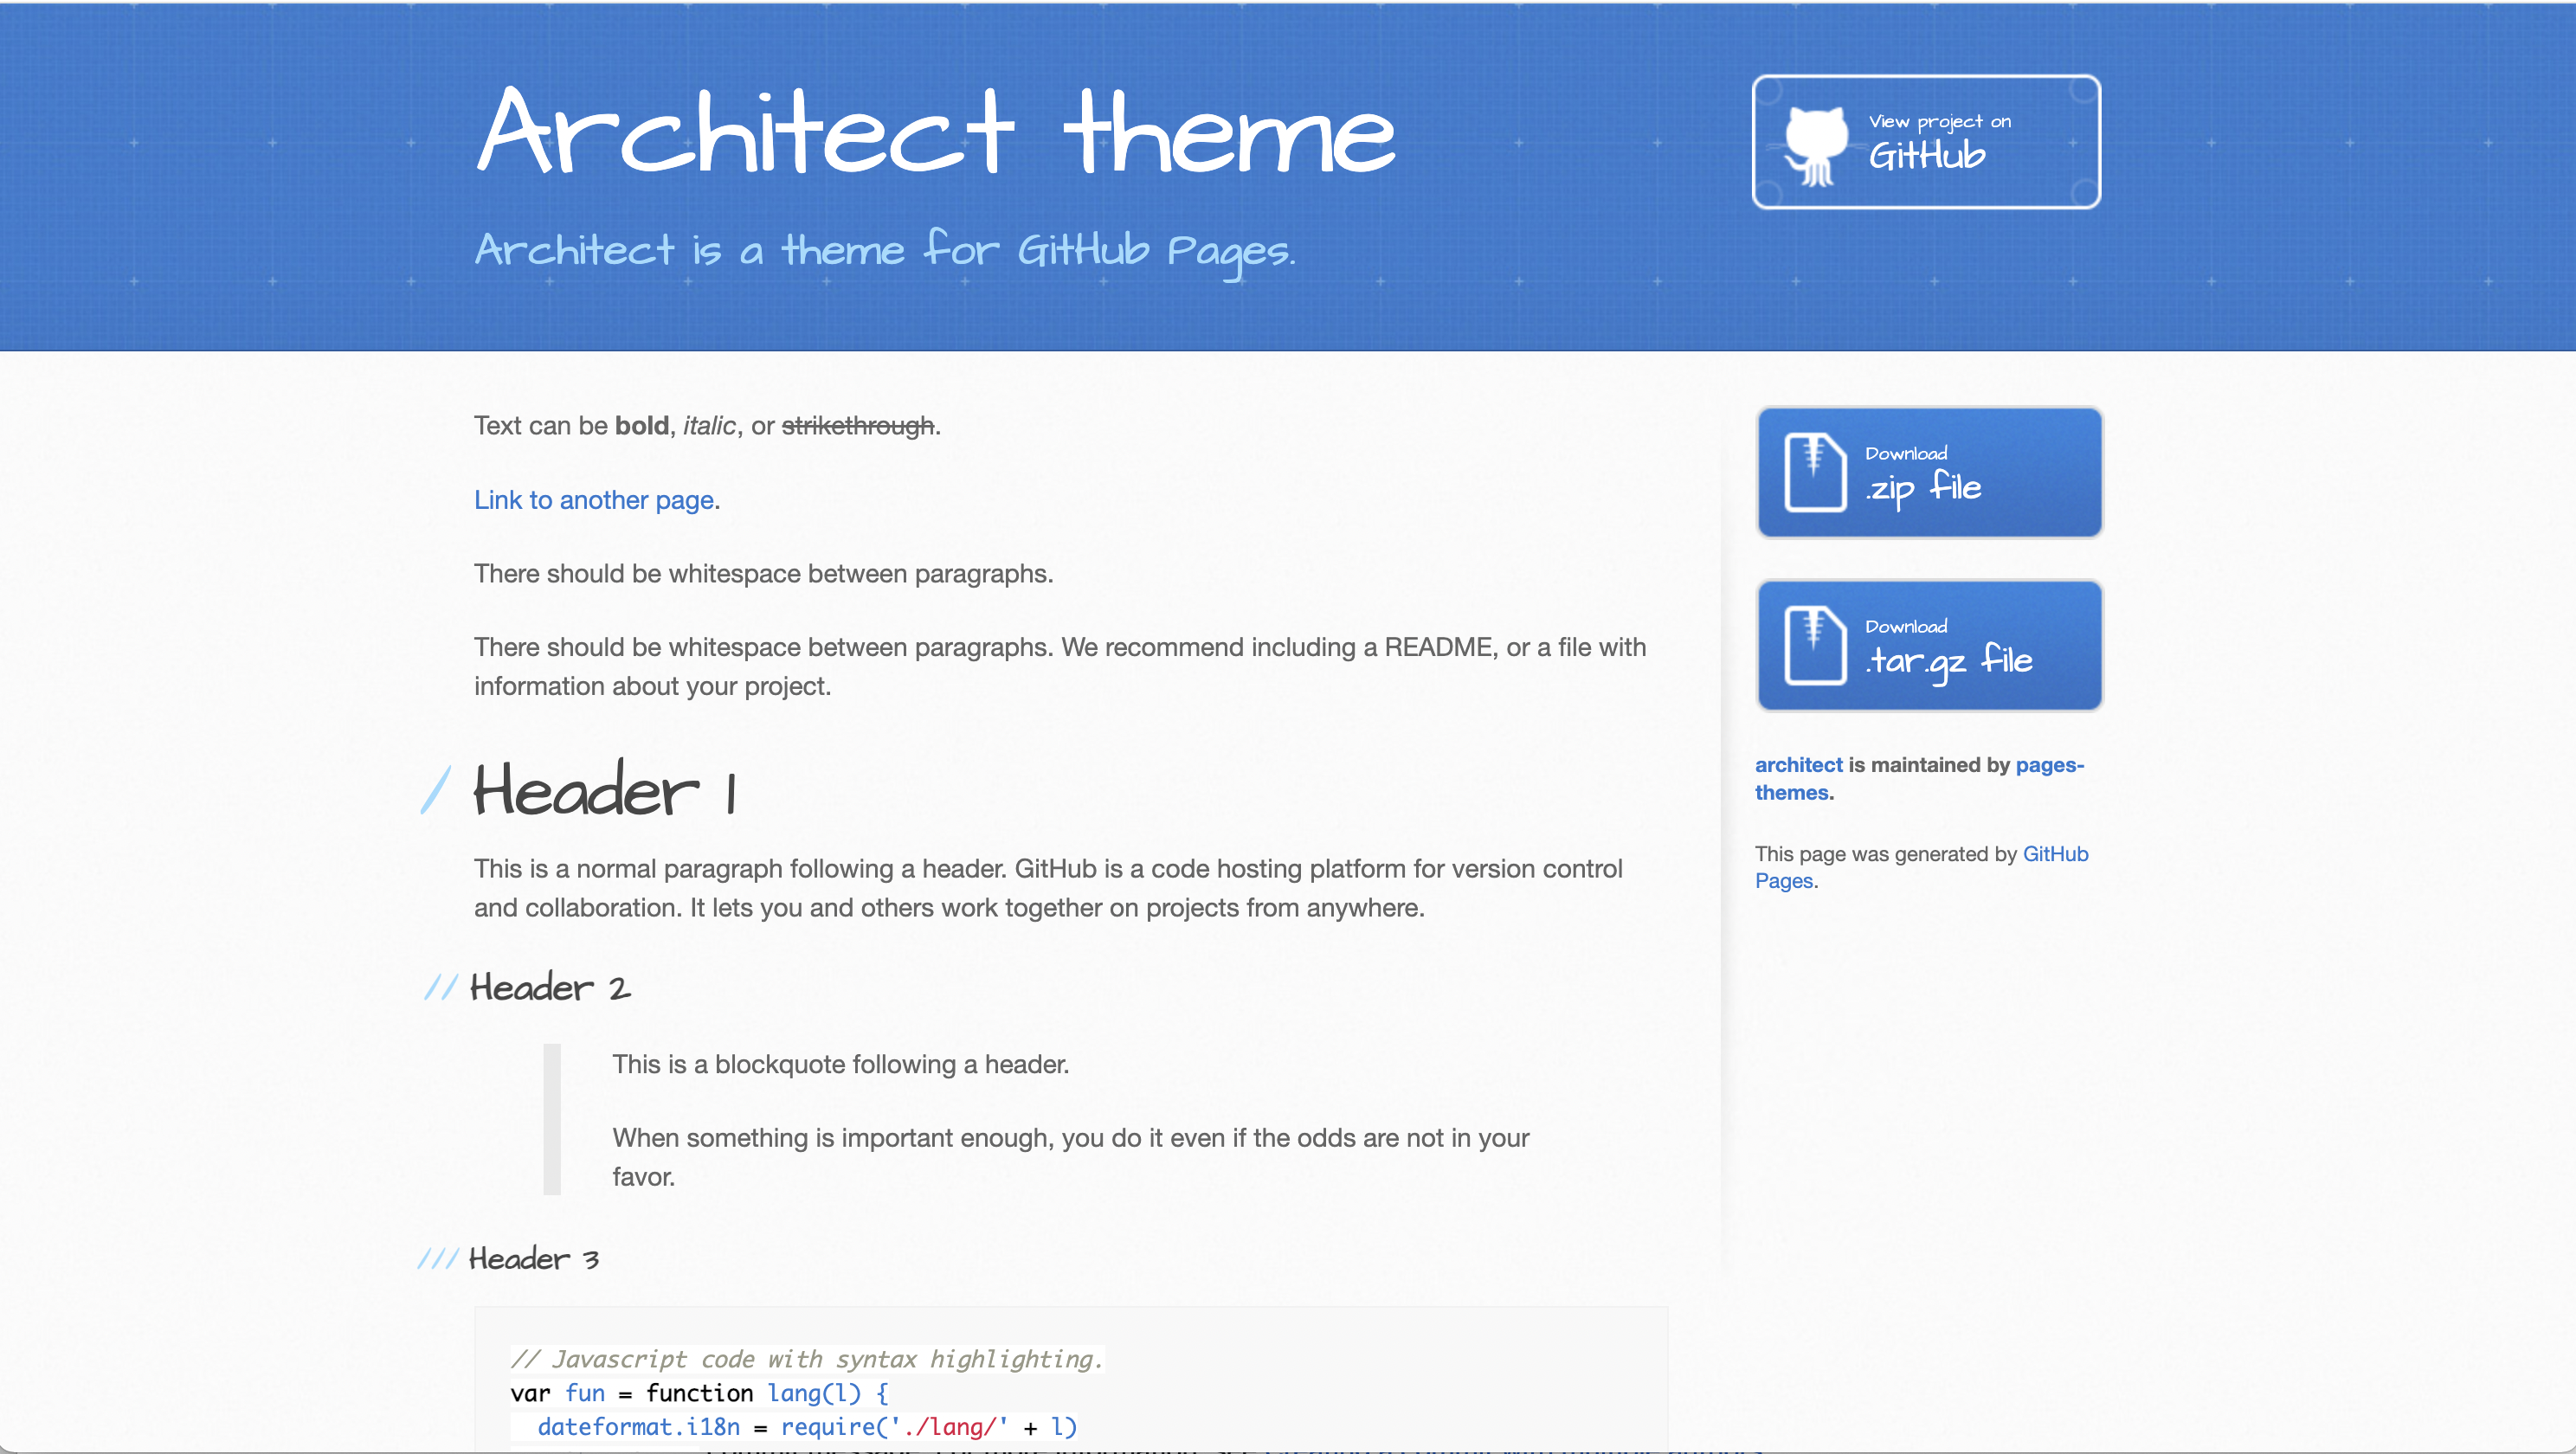 Architect theme
Architect is a theme for GitHub Pages.
View project on
GitHub
Text can be bold, italic, or strikethrough.
Link to another page.
There should be whitespace between paragraphs.
There should be whitespace between paragraphs. We recommend including a README, or a file with
information about your project.
Header 1
This is a normal paragraph following a header. GitHub is a code hosting platform for version control
and collaboration. It lets you and others work together on projects from anywhere.
// Header 2
This is a blockquote following a header.
When something is important enough, you do it even if the odds are not in your
favor.
/// Header 3
// Javascript code with syntax highlighting.
var fun = function lang(l) {
  dateformat.i18n = require('./lang/' + l)
Download
.zip file
Download
.tar.gz file
architect is maintained by pages-
themes.
This page was generated by GitHub
Pages.